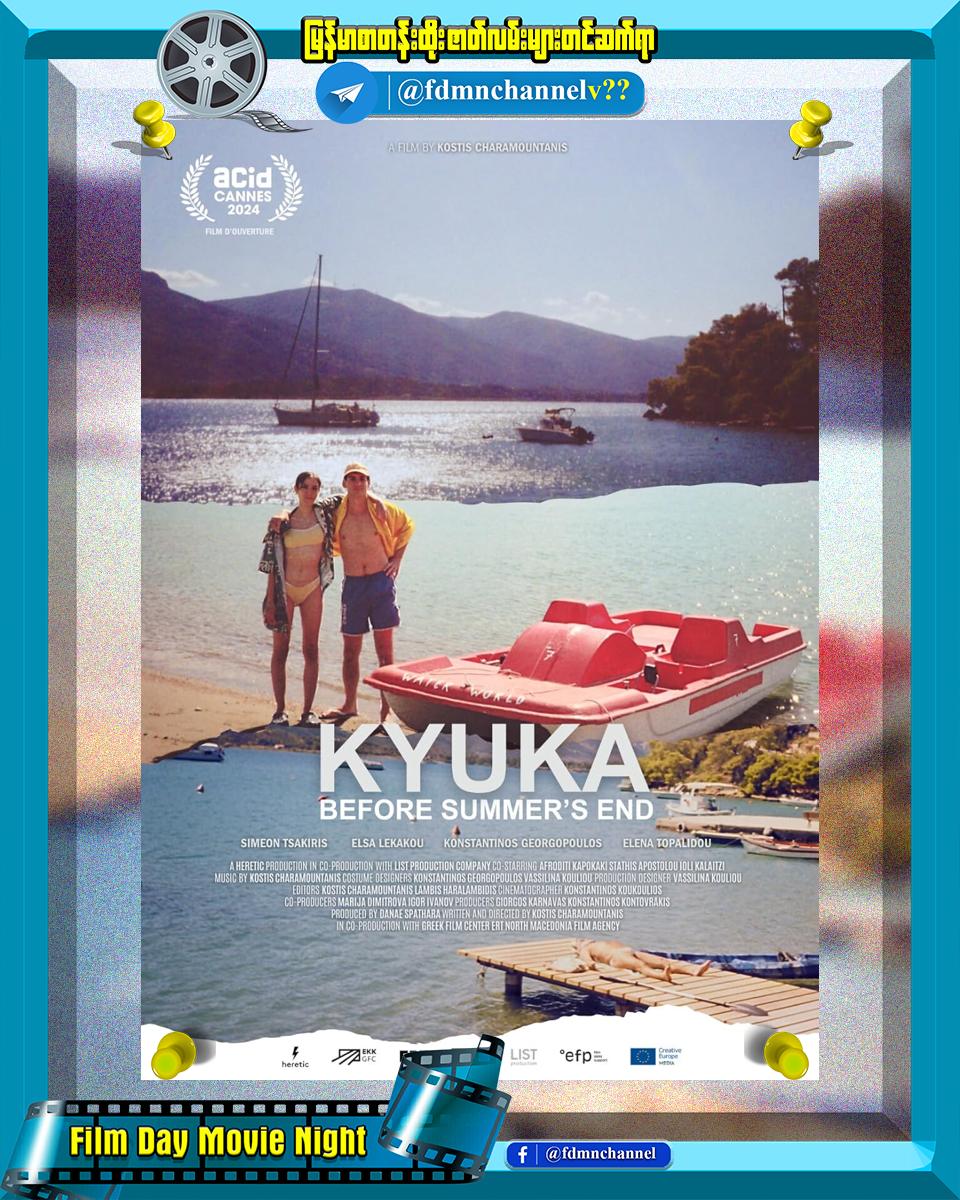 မြန်မာစာတန်းထိုး ဇာတ်လမ်းများတင်ဆက်ရာ
@fdmnchannelv??
A FILM BY KOSTIS CHARAMOUNTANIS
acid
CANNES
2024
FILM D'OUVERTURE
WATER WORLD
KYUKA
BEFORE SUMMER'S END
SIMEON TSAKIRIS ELSA LEKAKOU KONSTANTINOS GEORGOPOULOS ELENA TOPALIDOU
A HERETIC PRODUCTION IN CO-PRODUCTION WITH LIST PRODUCTION COMPANY CO-STARRING AFRODITI KAPOKAKI STATHIS APOSTOLOU IOLI KALAITZI
MUSIC BY KOSTIS CHARAMOUNTANIS COSTUME DESIGNERS KONSTANTINOS GEORGOPOULOS VASSILINA KOULIOU PRODUCTION DESIGNER VASSILINA KOULIOU
EDITORS KOSTIS CHARAMOUNTANIS LAMBIS HARALAMBIDIS CINEMATOGRAPHER KONSTANTINOS KOUKOULIOS
CO-PRODUCERS MARIJA DIMITROVA IGOR IVANOV PRODUCERS GIORGOS KARNAVAS KONSTANTINOS KONTOVRAKIS
PRODUCED BY DANAE SPATHARA WRITTEN AND DIRECTED BY KOSTIS CHARAMOUNTANIS
IN CO-PRODUCTION WITH GREEK FILM CENTER ERT NORTH MACEDONIA FILM AGENCY
heretic
EKK
GFC
LIST
production
efp
Creative
Europe
MEDIA
Film Day Movie Night
@fdmnchannel